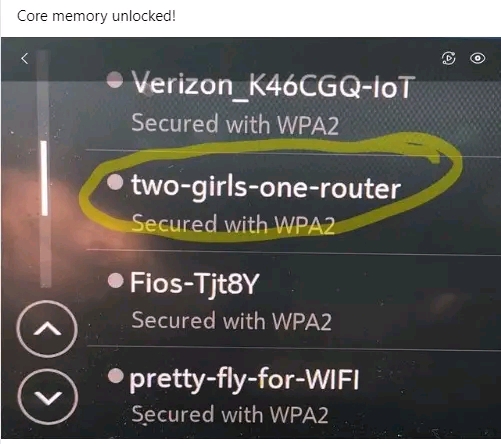 Core memory unlocked!
Verizon_K46CGQ-IoT
Secured with WPA2
two-girls-one-router
Secured with WPA2
Fios-Tjt8Y
Secured with WPA2
pretty-fly-for-WIFI
Secured with WPA2